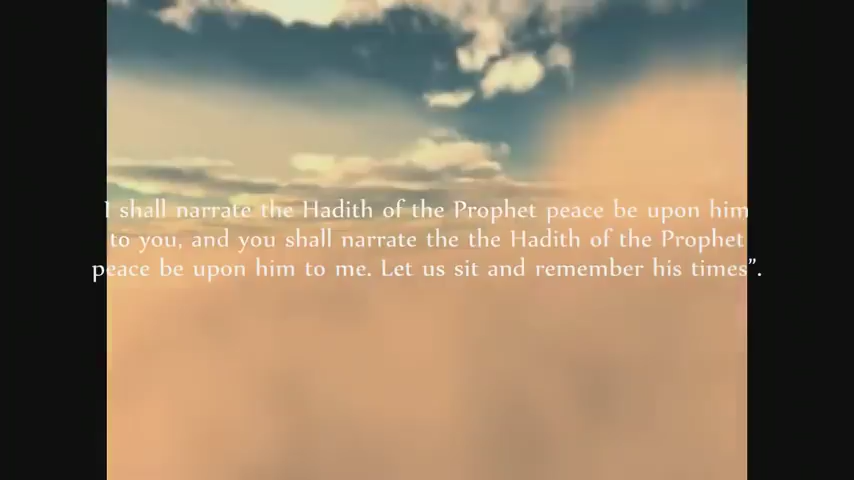 I shall narrate the Hadith of the Prophet peace be upon him
to you, and you shall narrate the the Hadith of the Prophet
peace be upon him to me. Let us sit and remember his times”.